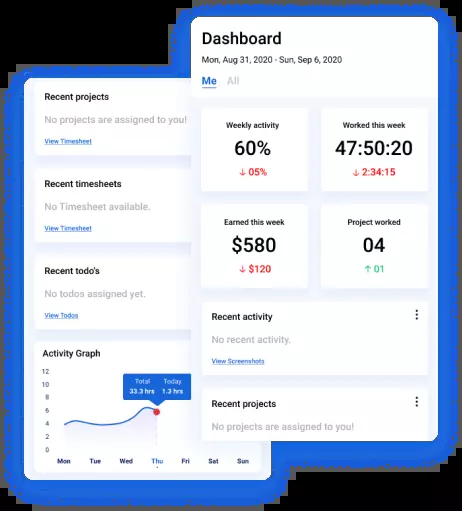 Dashboard
Mon, Aug 31, 2020 - Sun, Sep 6, 2020
Me All
Weekly activity
60%
↓ 05%
Worked this week
47:50:20
↓ 2:34:15
Earned this week
$580
↓ $120
Project worked
04
↑ 01
Recent activity
No recent activity.
View Screenshots
Recent projects
No projects are assigned to you!
Recent projects
No projects are assigned to you!
View Timesheet
Recent timesheets
No Timesheet available.
View Timesheet
Recent todo's
No todos assigned yet.
View Todos
Activity Graph
12
10
8
6
4
2
0
Total Today
33.3 hrs 1.3 hrs
Mon Tue Wed Thu Fri Sat Sun